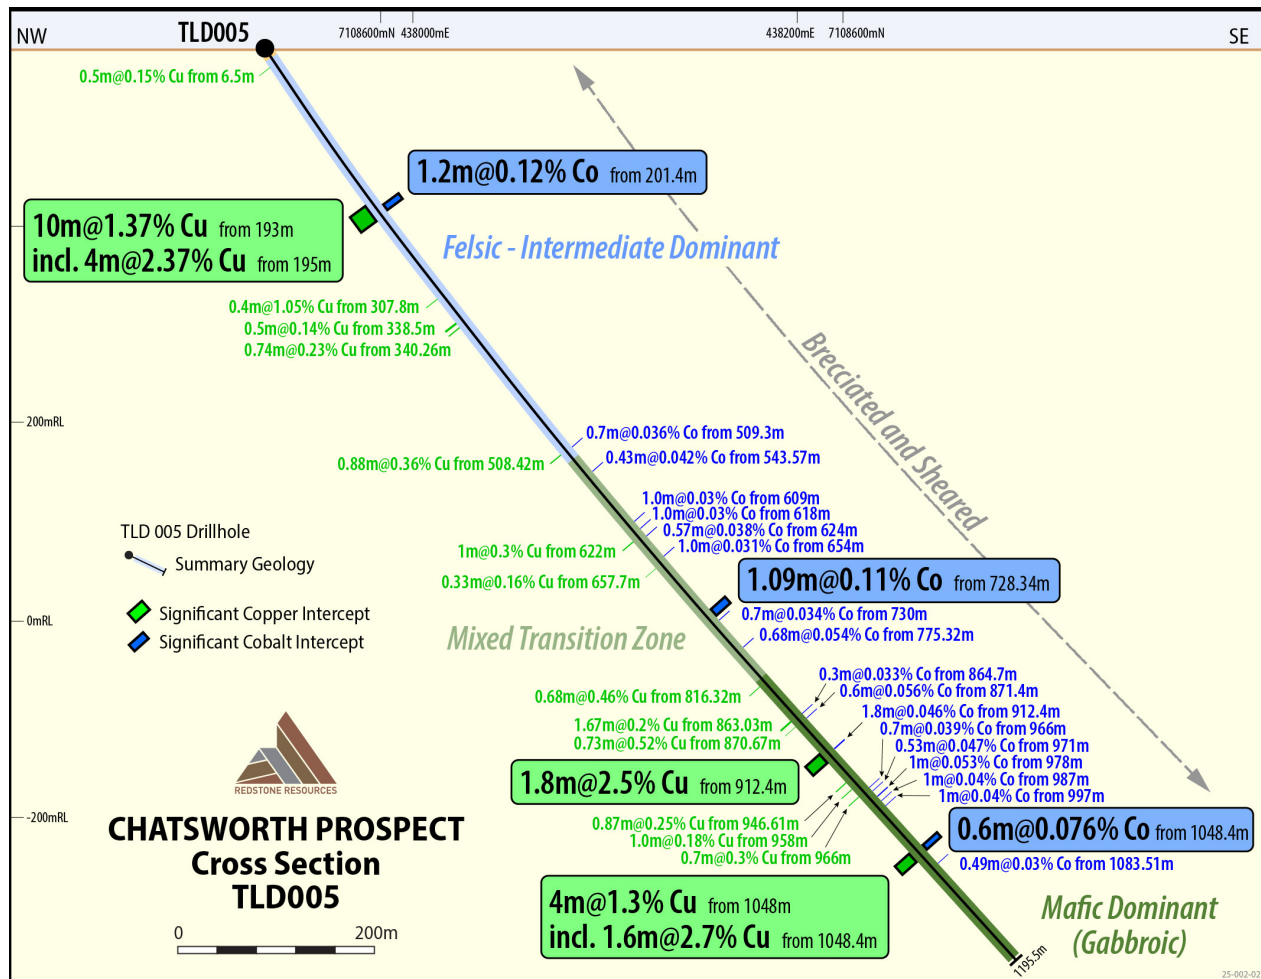 NW
TLD005
7108600mN
438000mE
438200mE
7108600mN
SE
0.5m@0.15% Cu from 6.5m
1.2m@0.12% Co from 201.4m
10m@1.37% Cu from 193m
incl. 4m@2.37% Cu from 195m
Felsic - Intermediate Dominant
0.4m@1.05% Cu from 307.8m
0.5m@0.14% Cu from 338.5m
0.74m@0.23% Cu from 340.26m
Brecciated and Sheared
200mRL
0.7m@0.036% Co from 509.3m
0.88m@0.36% Cu from 508.42m
0.43m@0.042% Co from 543.57m
1.0m@0.03% Co from 609m
1.0m@0.03% Co from 618m
0.57m@0.038% Co from 624m
1.0m@0.031% Co from 654m
1m@0.3% Cu from 622m
0.33m@0.16% Cu from 657.7m
TLD 005 Drillhole
Summary Geology
Significant Copper Intercept
Significant Cobalt Intercept
1.09m@0.11% Co from 728.34m
0mRL
0.7m@0.034% Co from 730m
0.68m@0.054% Co from 775.32m
Mixed Transition Zone
0.3m@0.033% Co from 864.7m
0.6m@0.056% Co from 871.4m
0.68m@0.46% Cu from 816.32m
1.8m@0.046% Co from 912.4m
1.67m@0.2% Cu from 863.03m
0.7m@0.039% Co from 966m
0.73m@0.52% Cu from 870.67m
0.53m@0.047% Co from 971m
1m@0.053% Co from 978m
1m@0.04% Co from 987m
1m@0.04% Co from 997m
1.8m@2.5% Cu from 912.4m
REDSTONE RESOURCES
-200mRL
0.87m@0.25% Cu from 946.61m
1.0m@0.18% Cu from 958m
0.7m@0.3% Cu from 966m
0.6m@0.076% Co from 1048.4m
0.49m@0.03% Co from 1083.51m
CHATSWORTH PROSPECT
Cross Section
TLD005
4m@1.3% Cu from 1048m
incl. 1.6m@2.7% Cu from 1048.4m
Mafic Dominant
(Gabbroic)
0
200m
1195.5m
25-002-02